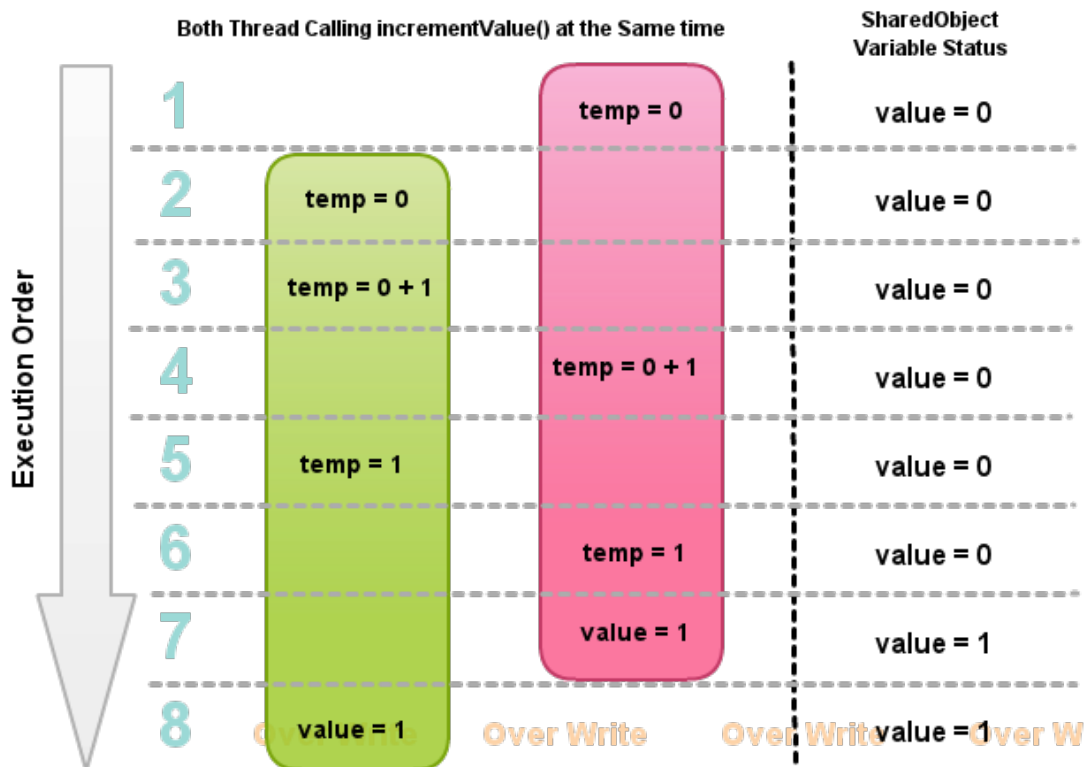 Both Thread Calling incrementValue() at the Same time
SharedObject
Variable Status
Execution Order
1 temp = 0 value = 0
2 temp = 0 value = 0
3 temp = 0 + 1 value = 0
4 temp = 0 + 1 value = 0
5 temp = 1 value = 0
6 temp = 1 value = 0
7 value = 1 value = 1
8 value = 1 Over Write Over Write Over Write value = 1 Over W